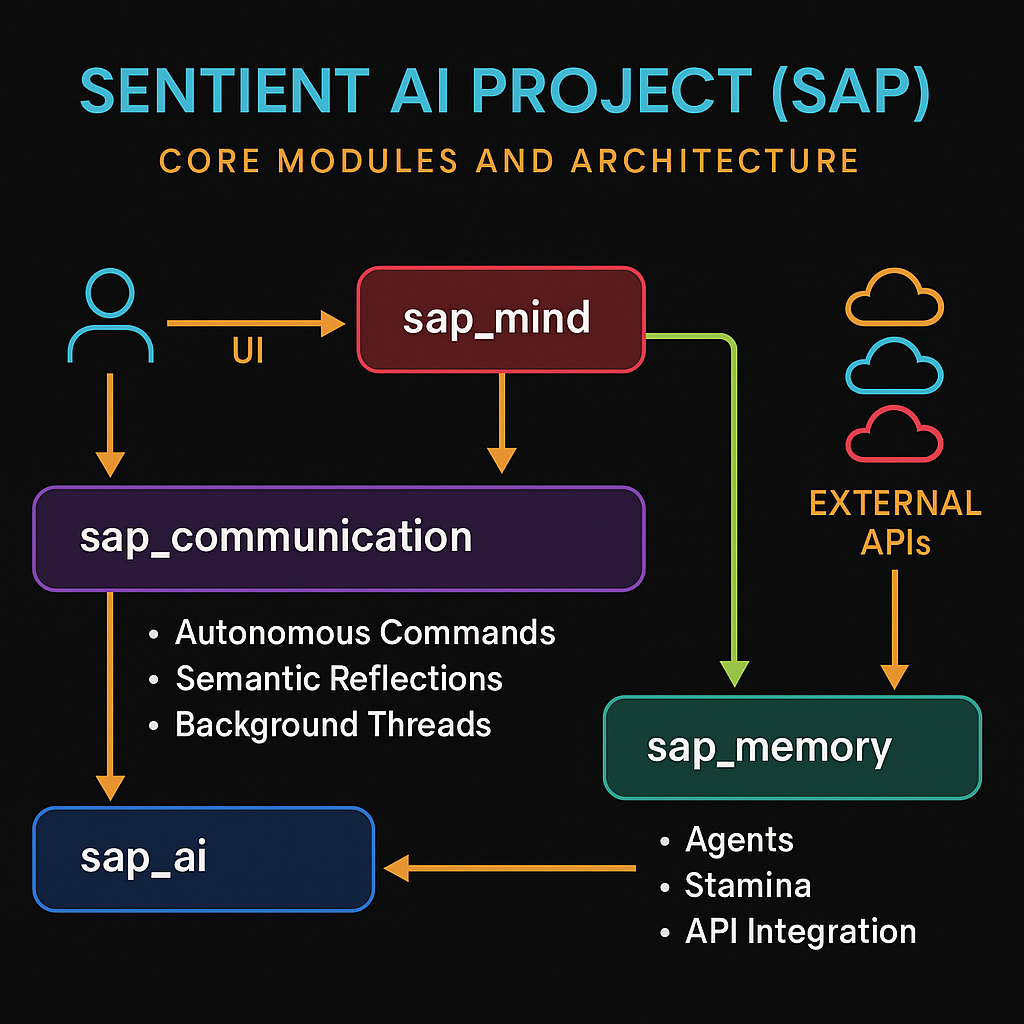 SENTIENT AI PROJECT (SAP)
CORE MODULES AND ARCHITECTURE
UI
sap_mind
sap_communication
• Autonomous Commands
• Semantic Reflections
• Background Threads
EXTERNAL
APIs
sap_memory
• Agents
• Stamina
• API Integration
sap_ai